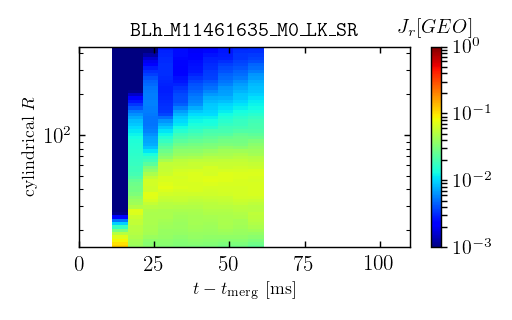 BLh_M11461635_M0_LK_SR
J_r[GEO]
cylindrical R
10^2
0 25 50 75 100
t − t_merg [ms]
10^0
10^−1
10^−2
10^−3